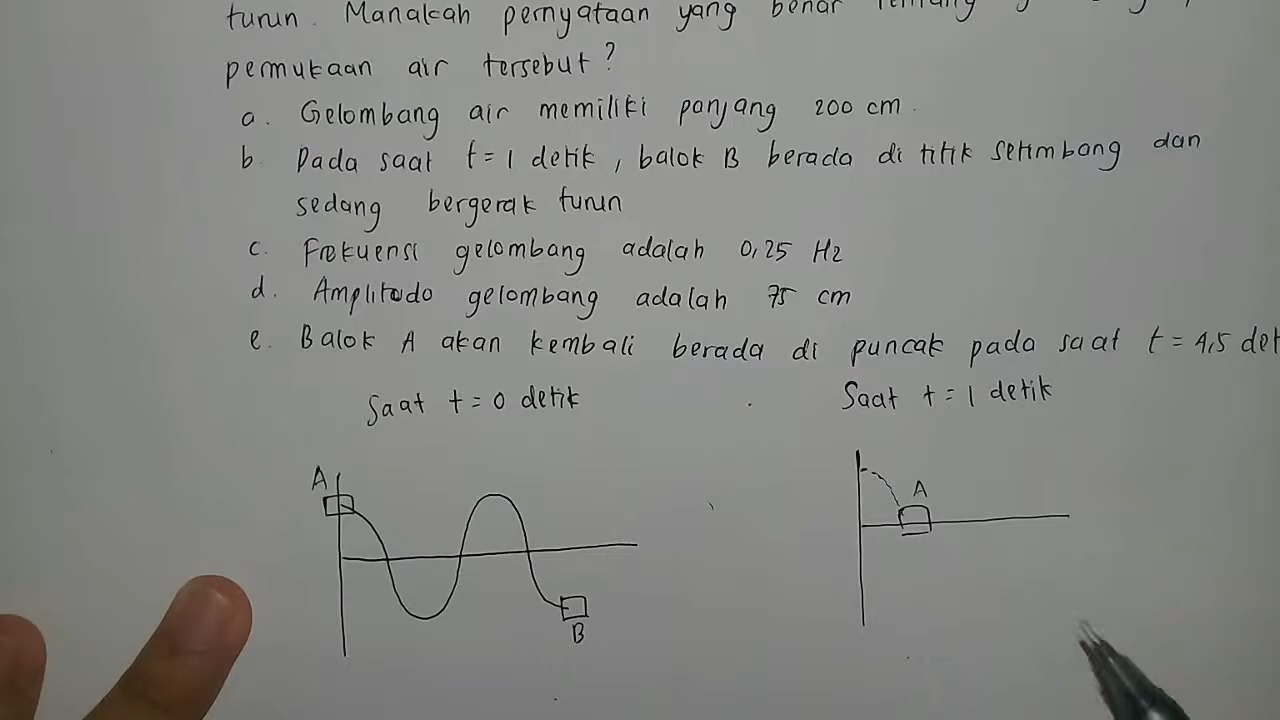 turun. Manakah pernyataan yang benar
permukaan air tersebut?
a. Gelombang air memiliki panjang 200 cm.
b. Pada saat t = 1 detik, balok B berada di titik setimbang dan
sedang bergerak turun
c. Frekuensi gelombang adalah 0,25 Hz
d. Amplitudo gelombang adalah 75 cm
e. Balok A akan kembali berada di puncak pada saat t = 4,5 det
Saat t = 0 detik
Saat t = 1 detik
A
A
B